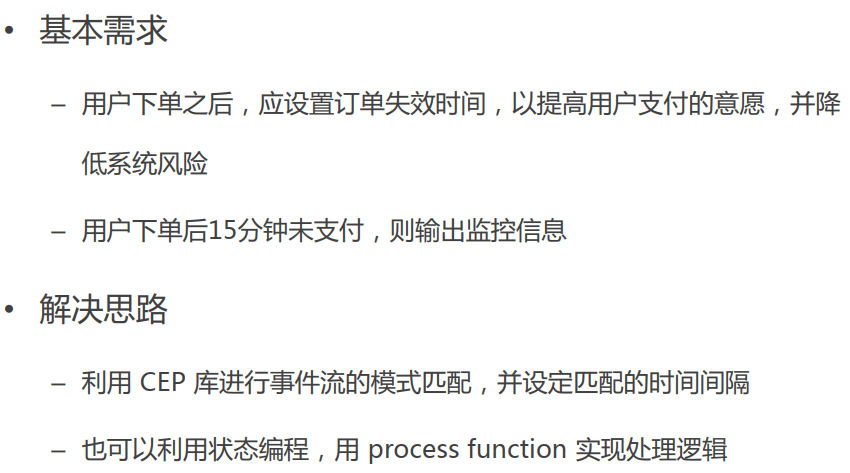 • 基本需求
– 用户下单之后，应设置订单失效时间，以提高用户支付的意愿，并降
低系统风险
– 用户下单后15分钟未支付，则输出监控信息
• 解决思路
– 利用 CEP 库进行事件流的模式匹配，并设定匹配的时间间隔
– 也可以利用状态编程，用 process function 实现处理逻辑